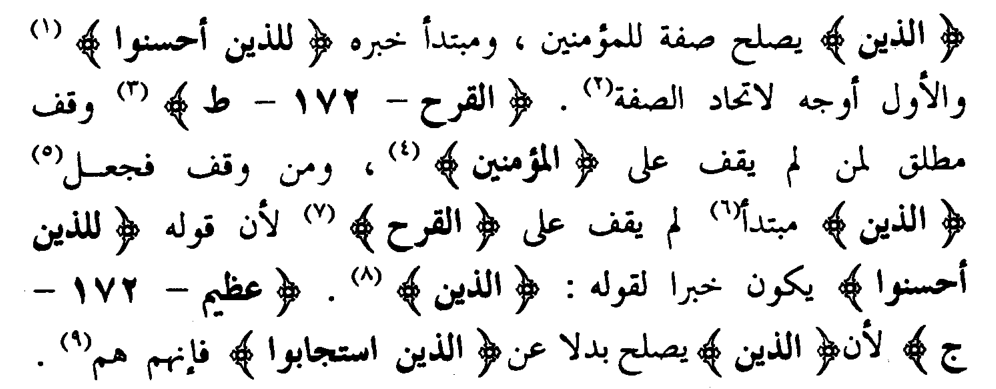 ﴿ الذين ﴾ يصلح صفة للمؤمنين ، ومبتدأ خبره ﴿ للذين أحسنوا ﴾ (١)
والأول أوجه لاتحاد الصفة(٢) . ﴿ القرح – ١٧٢ – ط ﴾ (٣) وقف
مطلق لمن لم يقف على ﴿ المؤمنين ﴾ (٤) ، ومن وقف فجعل(٥)
﴿ الذين ﴾ مبتدأ(٦) لم يقف على ﴿ القرح ﴾ (٧) لأن قوله ﴿ للذين
أحسنوا ﴾ يكون خبرا لقوله : ﴿ الذين ﴾ (٨) . ﴿ عظيم – ١٧٢ –
ج ﴾ لأن﴿ الذين ﴾يصلح بدلا عن﴿ الذين استجابوا ﴾ فإنهم هم(٩) .